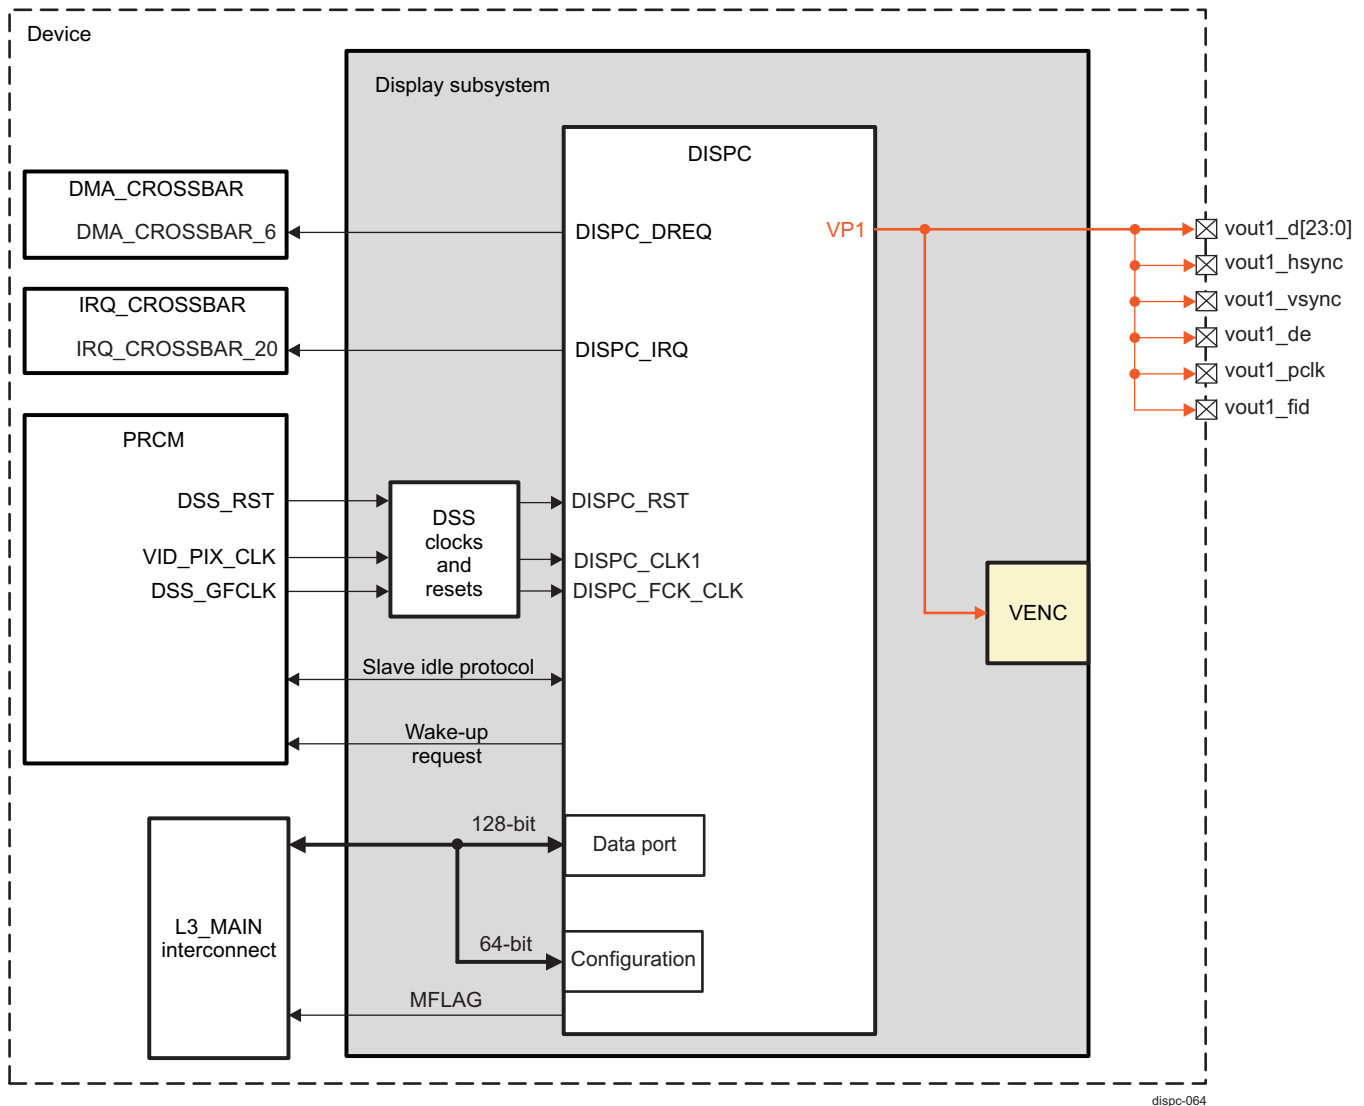 Device
Display subsystem
DISPC
DMA_CROSSBAR
DMA_CROSSBAR_6
DISPC_DREQ
VP1
vout1_d[23:0]
vout1_hsync
vout1_vsync
vout1_de
vout1_pclk
vout1_fid
IRQ_CROSSBAR
IRQ_CROSSBAR_20
DISPC_IRQ
PRCM
DSS_RST
VID_PIX_CLK
DSS_GFCLK
DSS
clocks
and
resets
DISPC_RST
DISPC_CLK1
DISPC_FCK_CLK
VENC
Slave idle protocol
Wake-up
request
128-bit
Data port
L3_MAIN
interconnect
64-bit
Configuration
MFLAG
dispc-064